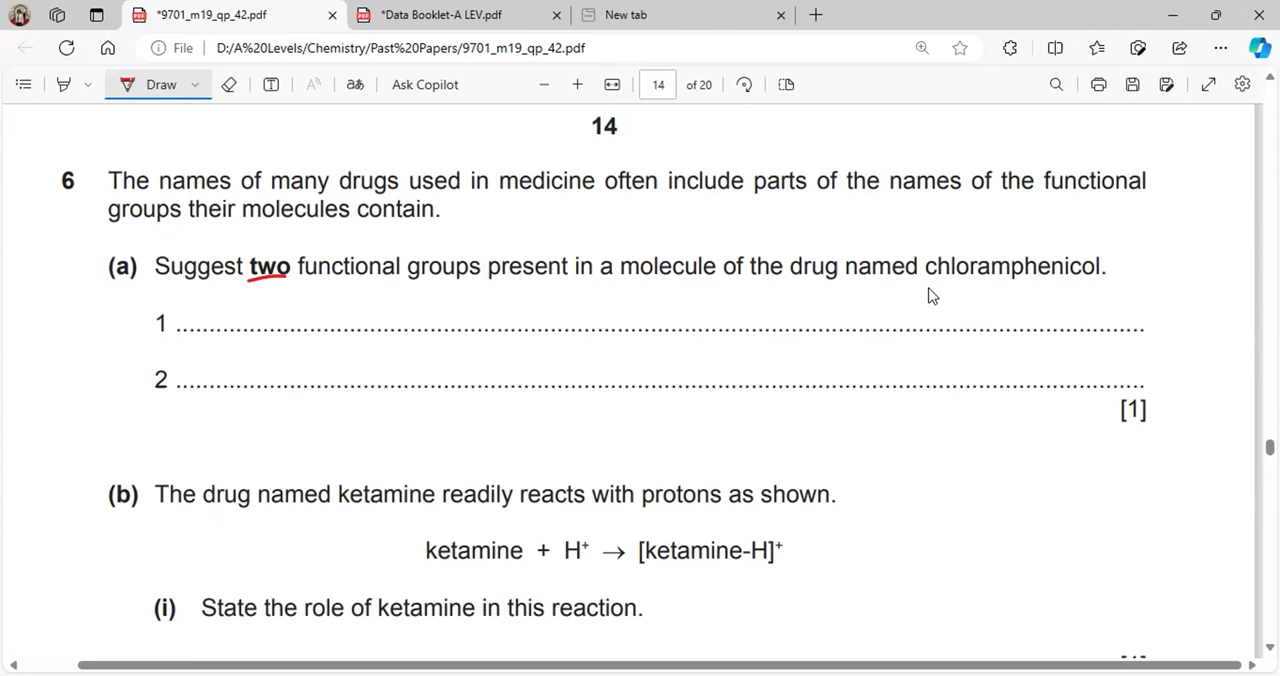 *9701_m19_qp_42.pdf
*Data Booklet-A LEV.pdf
New tab
File
D:/A%20Levels/Chemistry/Past%20Papers/9701_m19_qp_42.pdf
Draw
aあ
Ask Copilot
14
of 20
14
6 The names of many drugs used in medicine often include parts of the names of the functional
groups their molecules contain.
(a) Suggest two functional groups present in a molecule of the drug named chloramphenicol.
1 ..........................................................................................
2 ..........................................................................................
[1]
(b) The drug named ketamine readily reacts with protons as shown.
ketamine + H⁺ → [ketamine-H]⁺
(i) State the role of ketamine in this reaction.